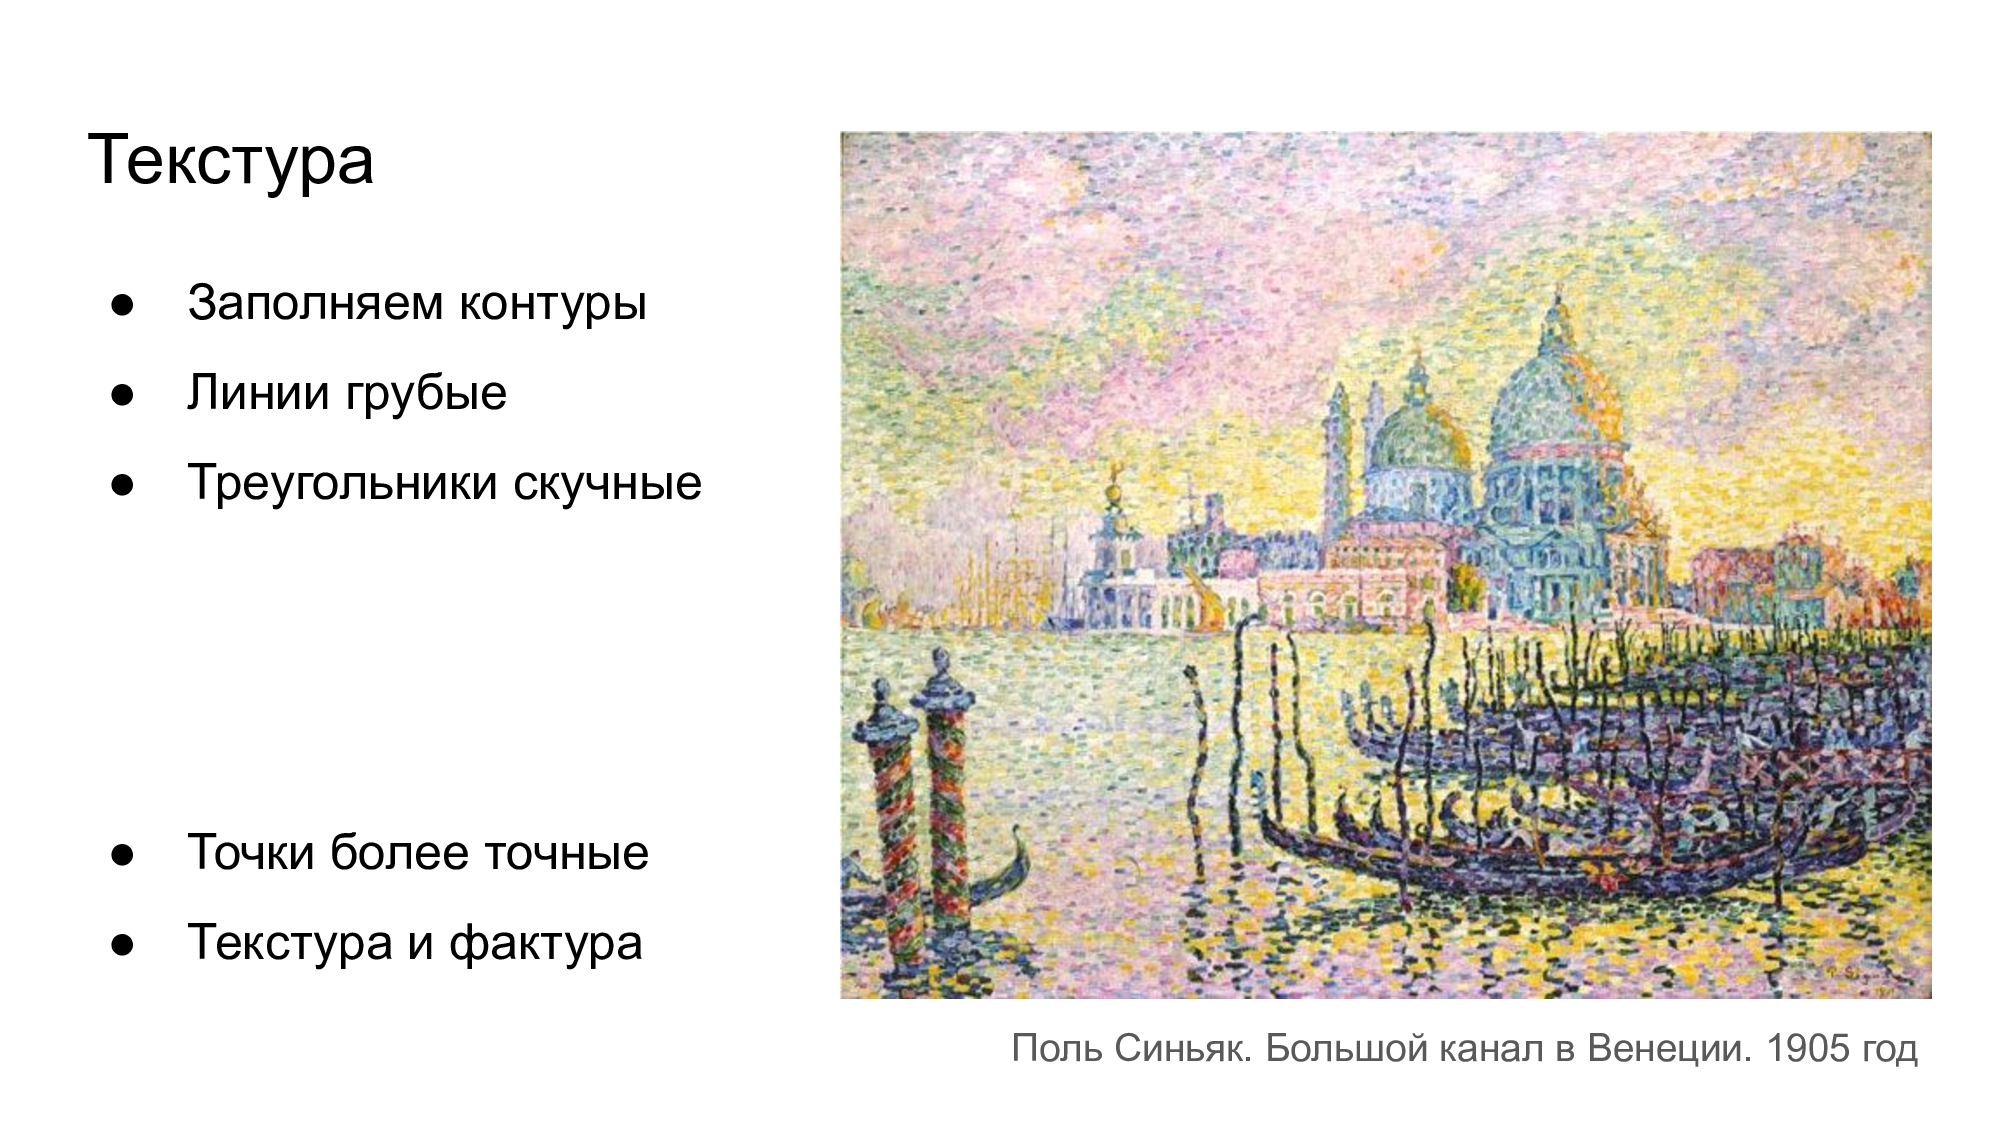 Текстура
● Заполняем контуры
● Линии грубые
● Треугольники скучные
● Точки более точные
● Текстура и фактура
Поль Синьяк. Большой канал в Венеции. 1905 год